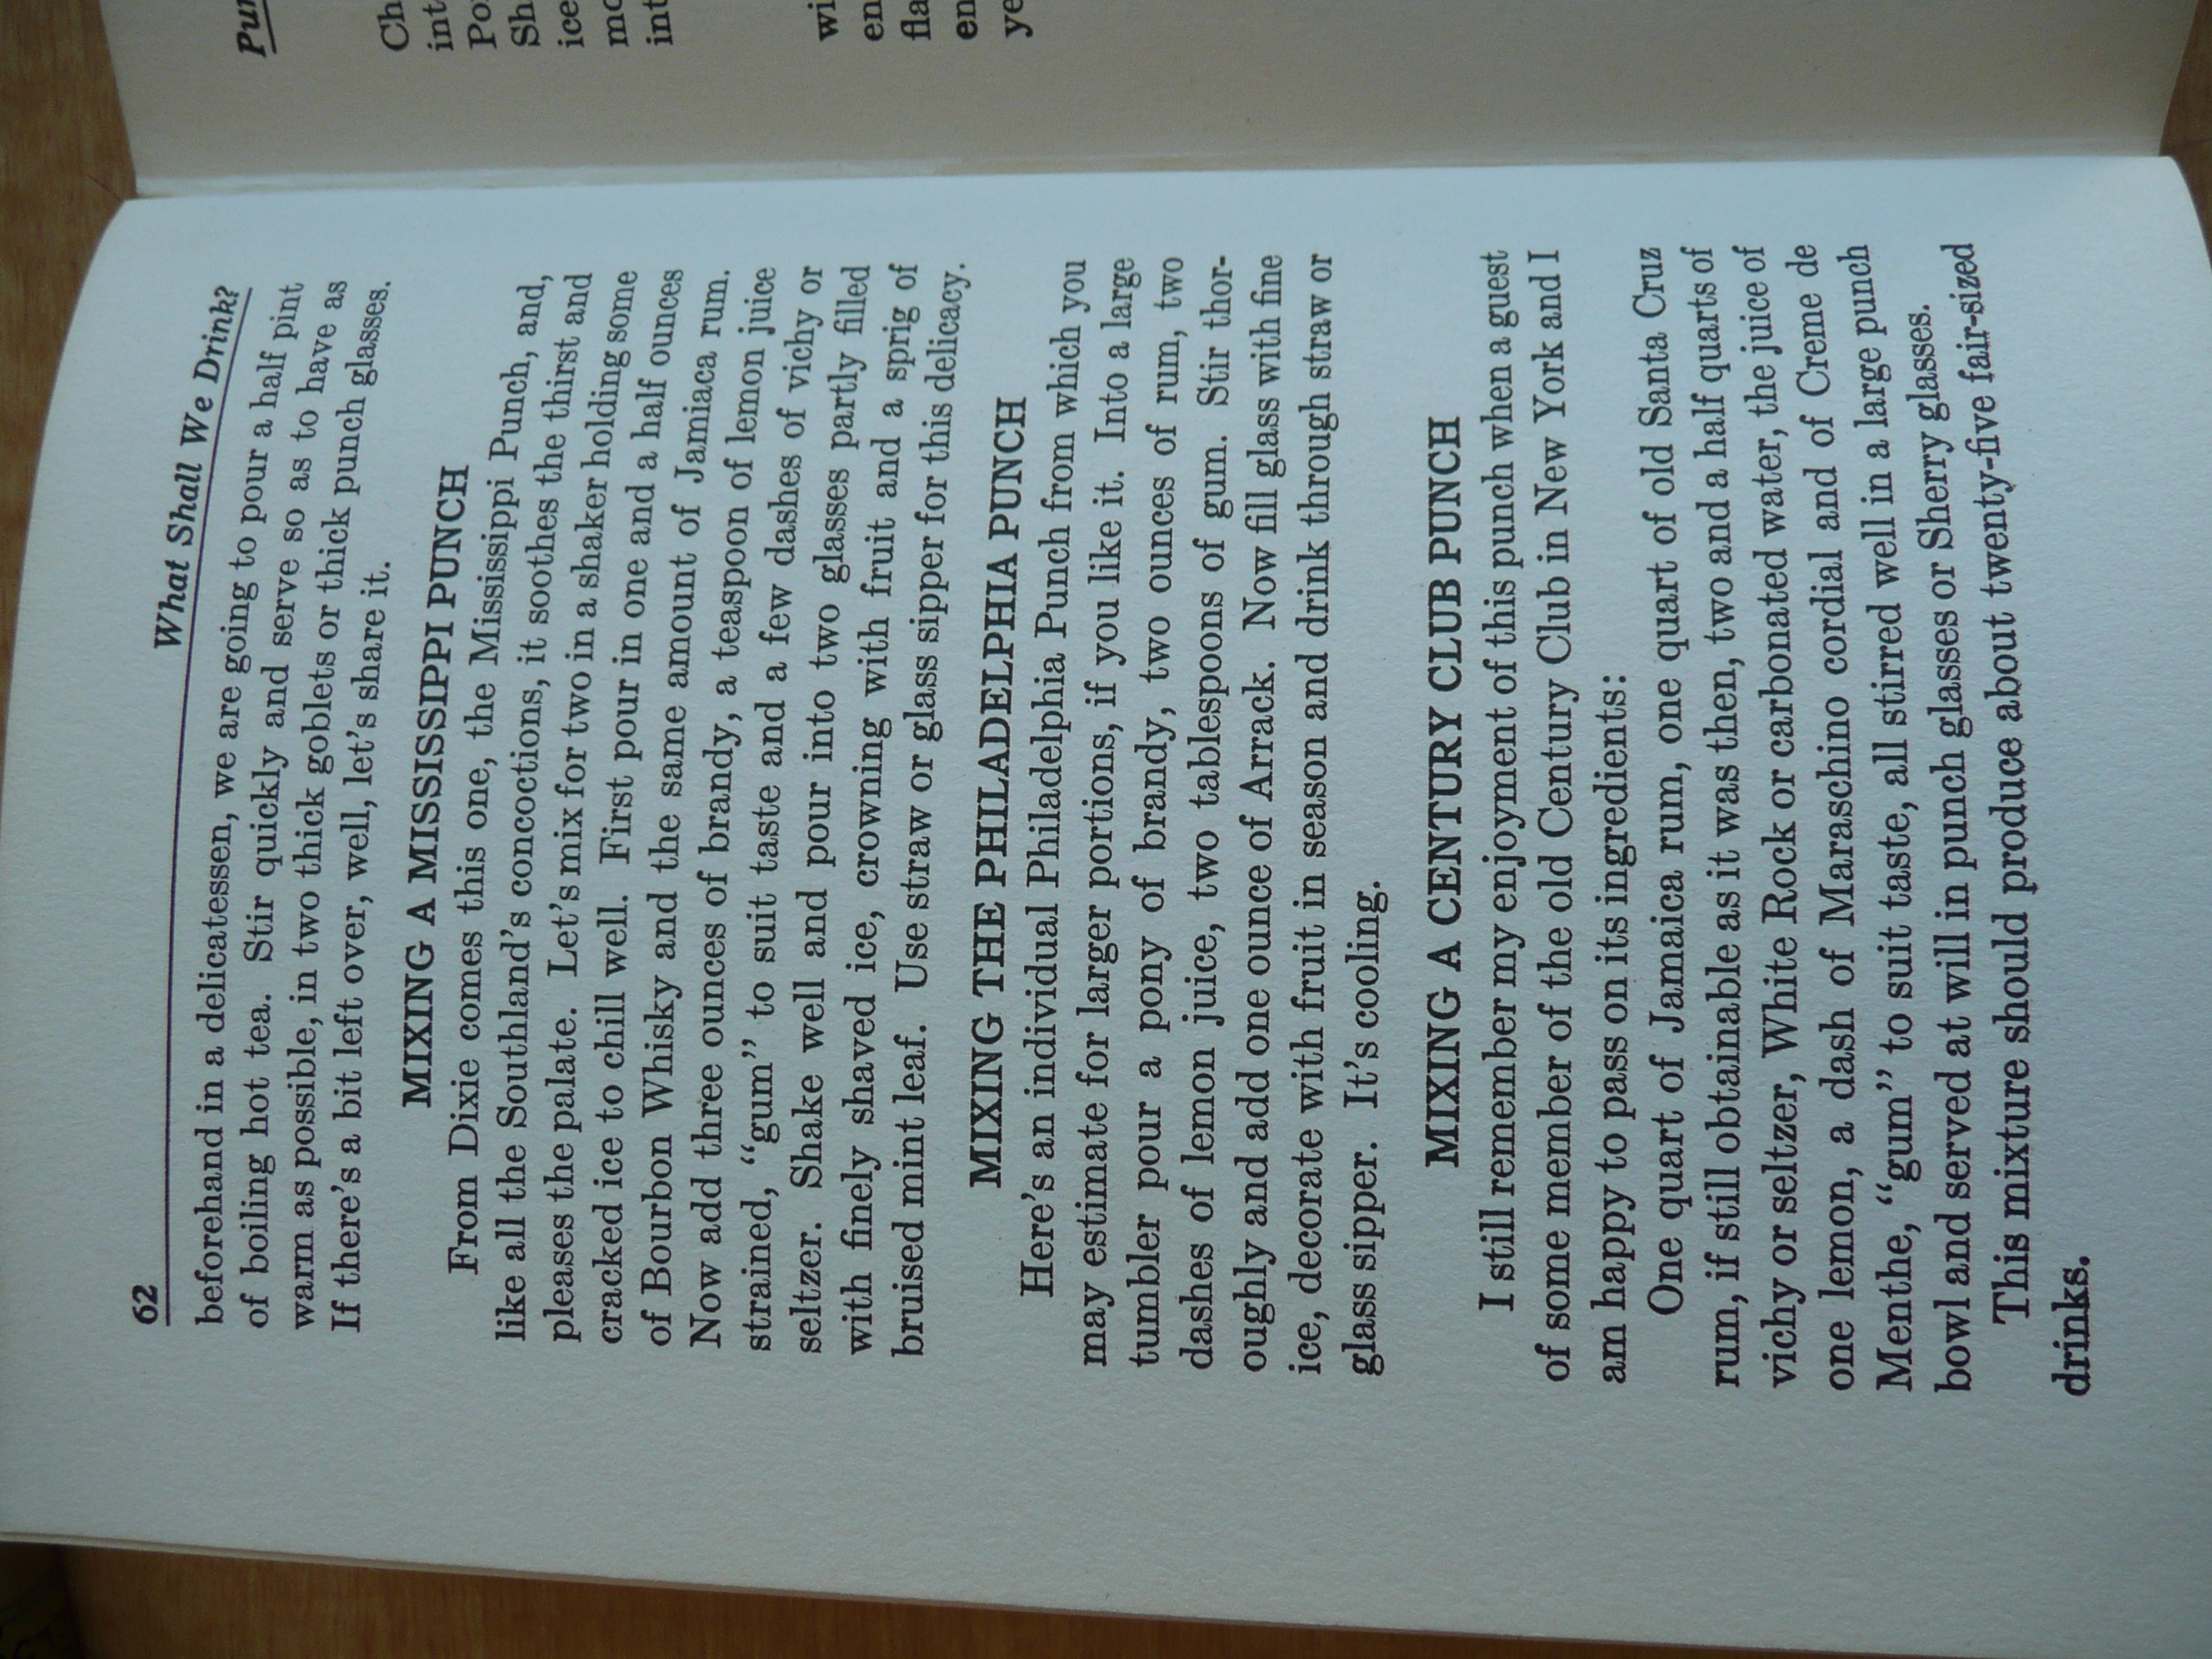 62
What Shall We Drink?
beforehand in a delicatessen, we are going to pour a half pint
of boiling hot tea. Stir quickly and serve so as to have as
warm as possible, in two thick goblets or thick punch glasses.
If there's a bit left over, well, let's share it.
MIXING A MISSISSIPPI PUNCH
From Dixie comes this one, the Mississippi Punch, and,
like all the Southland's concoctions, it soothes the thirst and
pleases the palate. Let's mix for two in a shaker holding some
cracked ice to chill well. First pour in one and a half ounces
of Bourbon Whisky and the same amount of Jamiaca rum.
Now add three ounces of brandy, a teaspoon of lemon juice
strained, "gum" to suit taste and a few dashes of vichy or
seltzer. Shake well and pour into two glasses partly filled
with finely shaved ice, crowning with fruit and a sprig of
bruised mint leaf. Use straw or glass sipper for this delicacy.
MIXING THE PHILADELPHIA PUNCH
Here's an individual Philadelphia Punch from which you
may estimate for larger portions, if you like it. Into a large
tumbler pour a pony of brandy, two ounces of rum, two
dashes of lemon juice, two tablespoons of gum. Stir thor-
oughly and add one ounce of Arrack. Now fill glass with fine
ice, decorate with fruit in season and drink through straw or
glass sipper. It's cooling.
MIXING A CENTURY CLUB PUNCH
I still remember my enjoyment of this punch when a guest
of some member of the old Century Club in New York and I
am happy to pass on its ingredients:
One quart of Jamaica rum, one quart of old Santa Cruz
rum, if still obtainable as it was then, two and a half quarts of
vichy or seltzer, White Rock or carbonated water, the juice of
one lemon, a dash of Maraschino cordial and of Creme de
Menthe, "gum" to suit taste, all stirred well in a large punch
bowl and served at will in punch glasses or Sherry glasses.
This mixture should produce about twenty-five fair-sized
drinks.